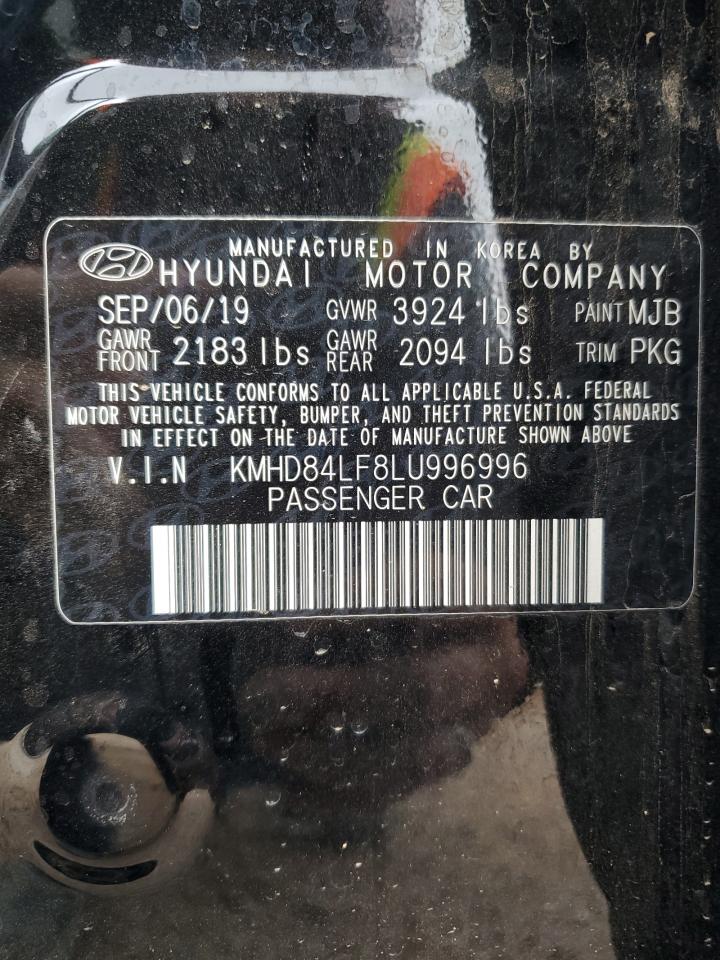 MANUFACTURED IN KOREA BY
HYUNDAI MOTOR COMPANY
SEP/06/19 GVWR 3924 lbs PAINT MJB
GAWR FRONT 2183 lbs GAWR REAR 2094 lbs TRIM PKG
THIS VEHICLE CONFORMS TO ALL APPLICABLE U.S.A. FEDERAL
MOTOR VEHICLE SAFETY, BUMPER, AND THEFT PREVENTION STANDARDS
IN EFFECT ON THE DATE OF MANUFACTURE SHOWN ABOVE
V.I.N KMHD84LF8LU996996
PASSENGER CAR